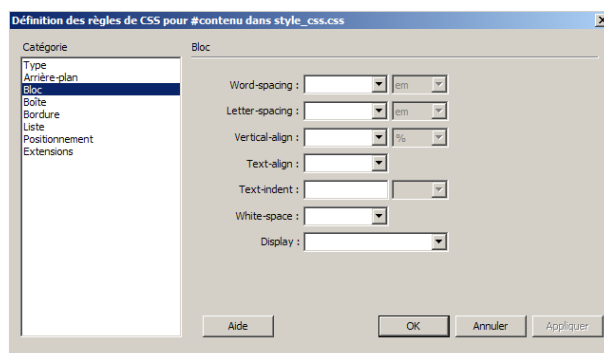 Définition des règles de CSS pour #contenu dans style_css.css
Catégorie
Bloc
Type
Arrière-plan
Bloc
Boîte
Bordure
Liste
Positionnement
Extensions
Word-spacing : em
Letter-spacing : em
Vertical-align : %
Text-align :
Text-indent :
White-space :
Display :
Aide OK Annuler Appliquer